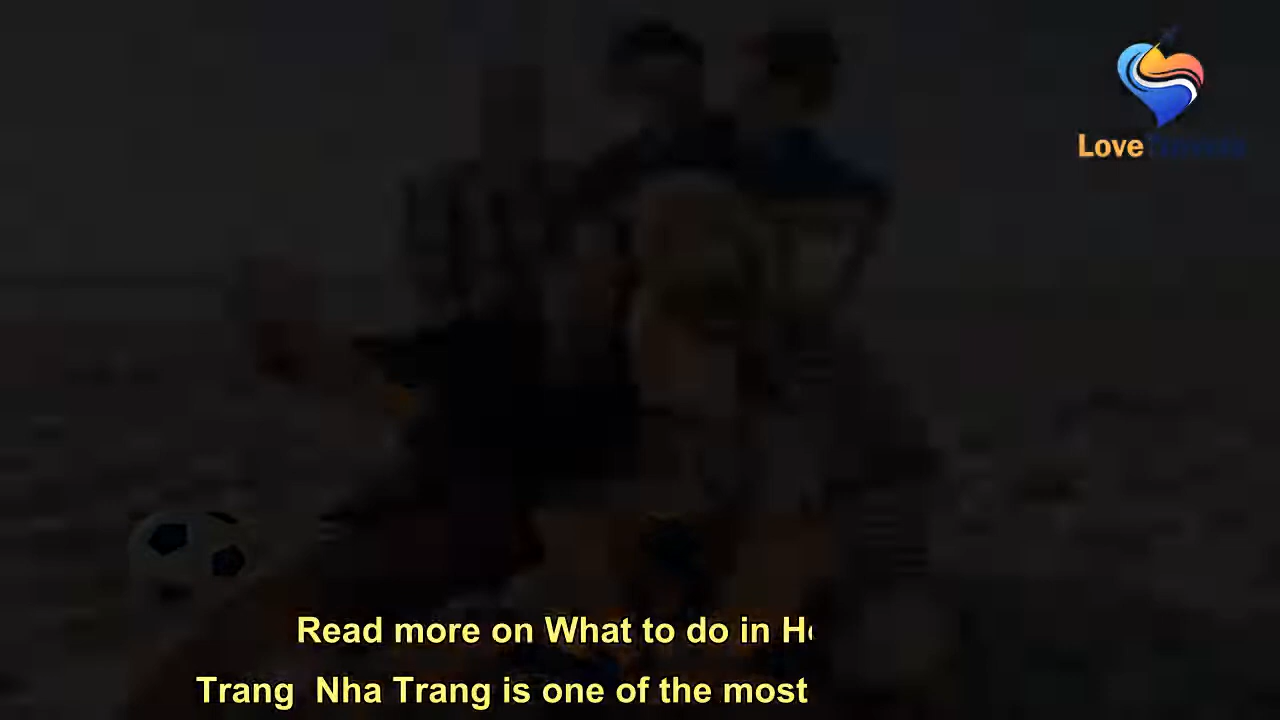 Love
Read more on What to do in H
Trang Nha Trang is one of the most